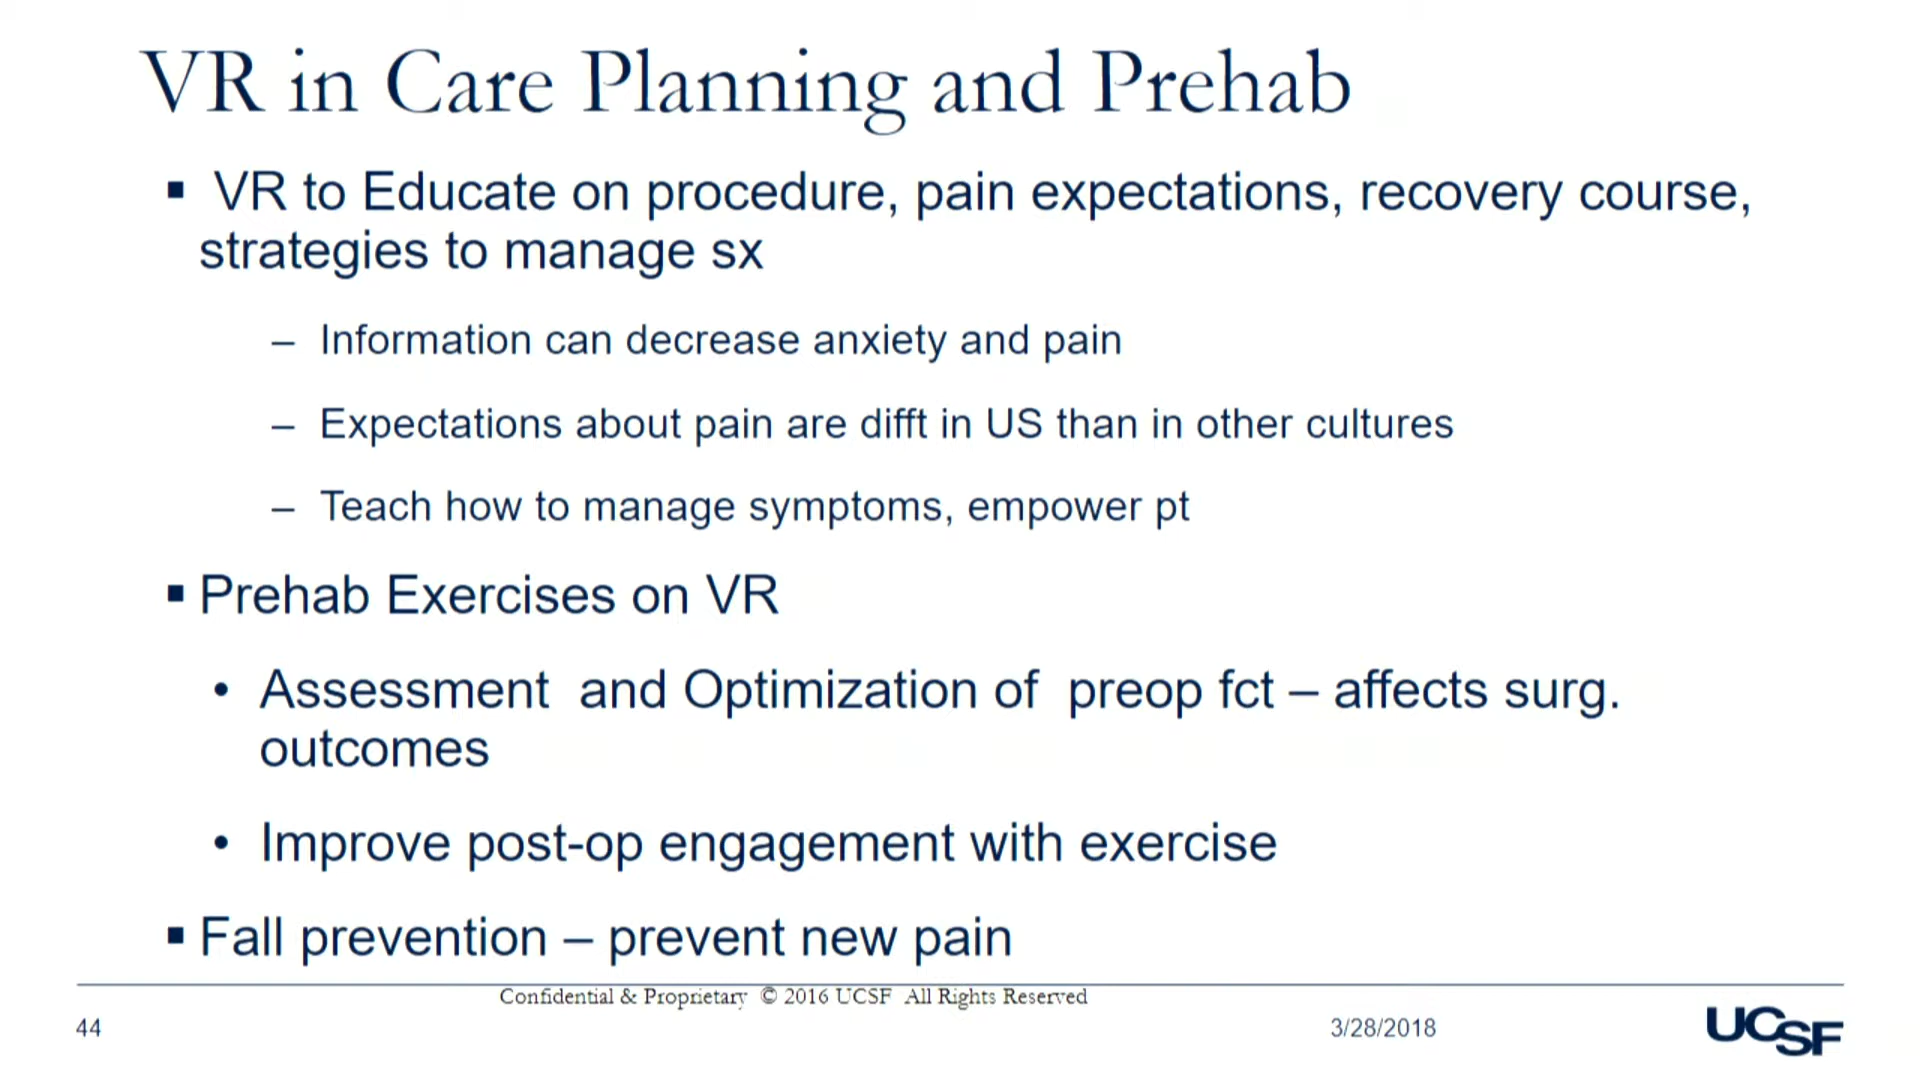 VR in Care Planning and Prehab
▪ VR to Educate on procedure, pain expectations, recovery course,
strategies to manage sx
– Information can decrease anxiety and pain
– Expectations about pain are difft in US than in other cultures
– Teach how to manage symptoms, empower pt
▪ Prehab Exercises on VR
• Assessment and Optimization of preop fct – affects surg.
outcomes
• Improve post-op engagement with exercise
▪ Fall prevention – prevent new pain
Confidential & Proprietary © 2016 UCSF All Rights Reserved
44
3/28/2018
UCSF